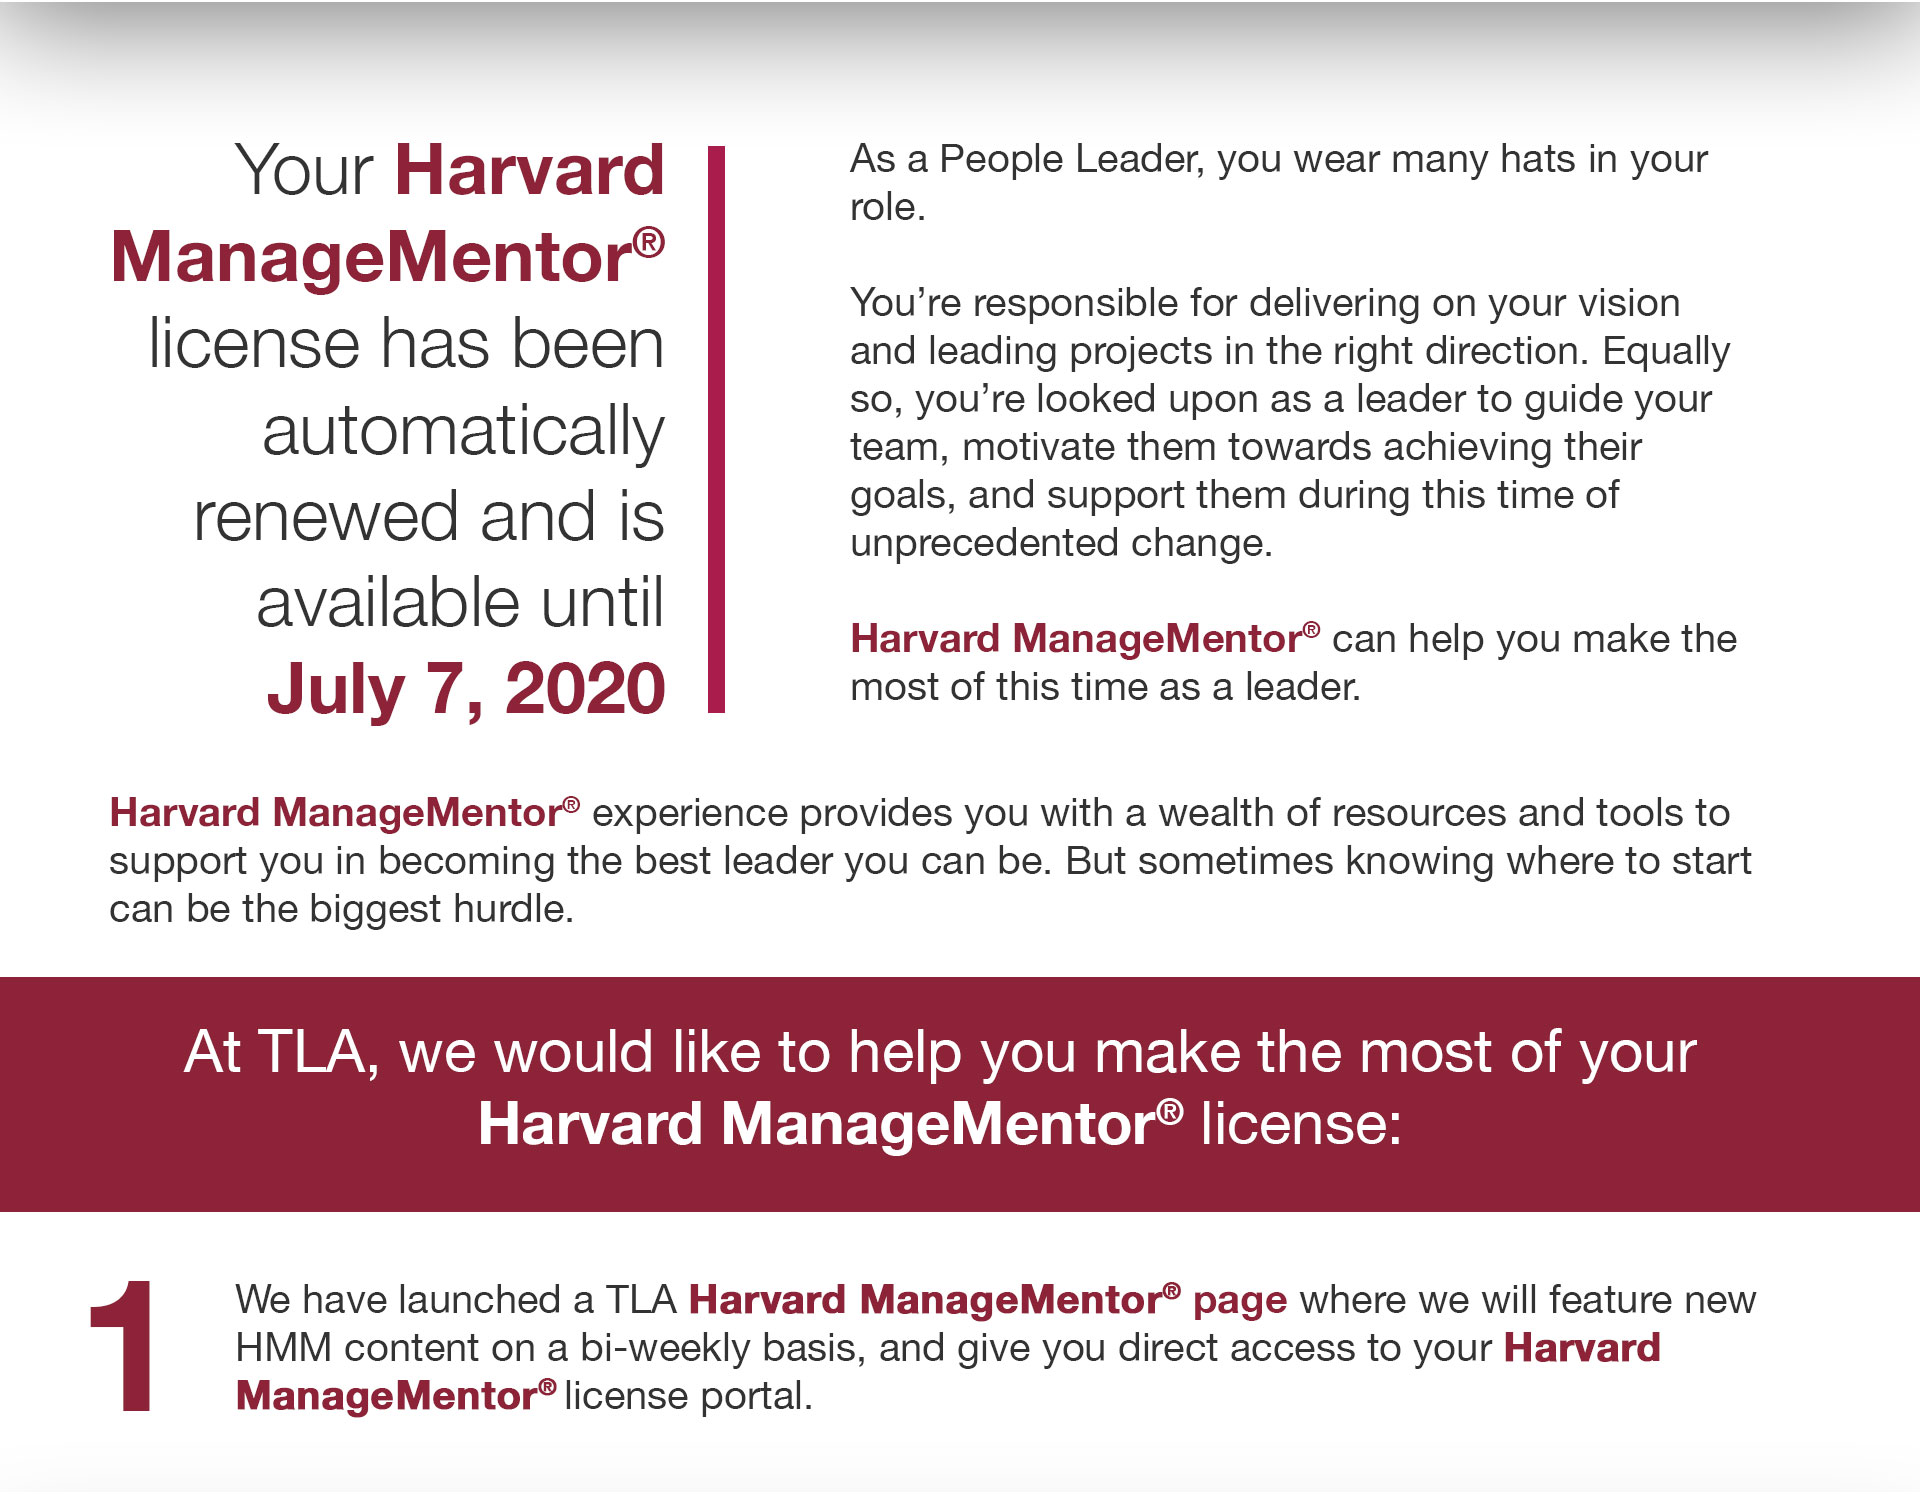 Your Harvard
ManageMentor®
license has been
automatically
renewed and is
available until
July 7, 2020
As a People Leader, you wear many hats in your
role.
You’re responsible for delivering on your vision
and leading projects in the right direction. Equally
so, you’re looked upon as a leader to guide your
team, motivate them towards achieving their
goals, and support them during this time of
unprecedented change.
Harvard ManageMentor® can help you make the
most of this time as a leader.
Harvard ManageMentor® experience provides you with a wealth of resources and tools to
support you in becoming the best leader you can be. But sometimes knowing where to start
can be the biggest hurdle.
At TLA, we would like to help you make the most of your
Harvard ManageMentor® license:
1
We have launched a TLA Harvard ManageMentor® page where we will feature new
HMM content on a bi-weekly basis, and give you direct access to your Harvard
ManageMentor® license portal.